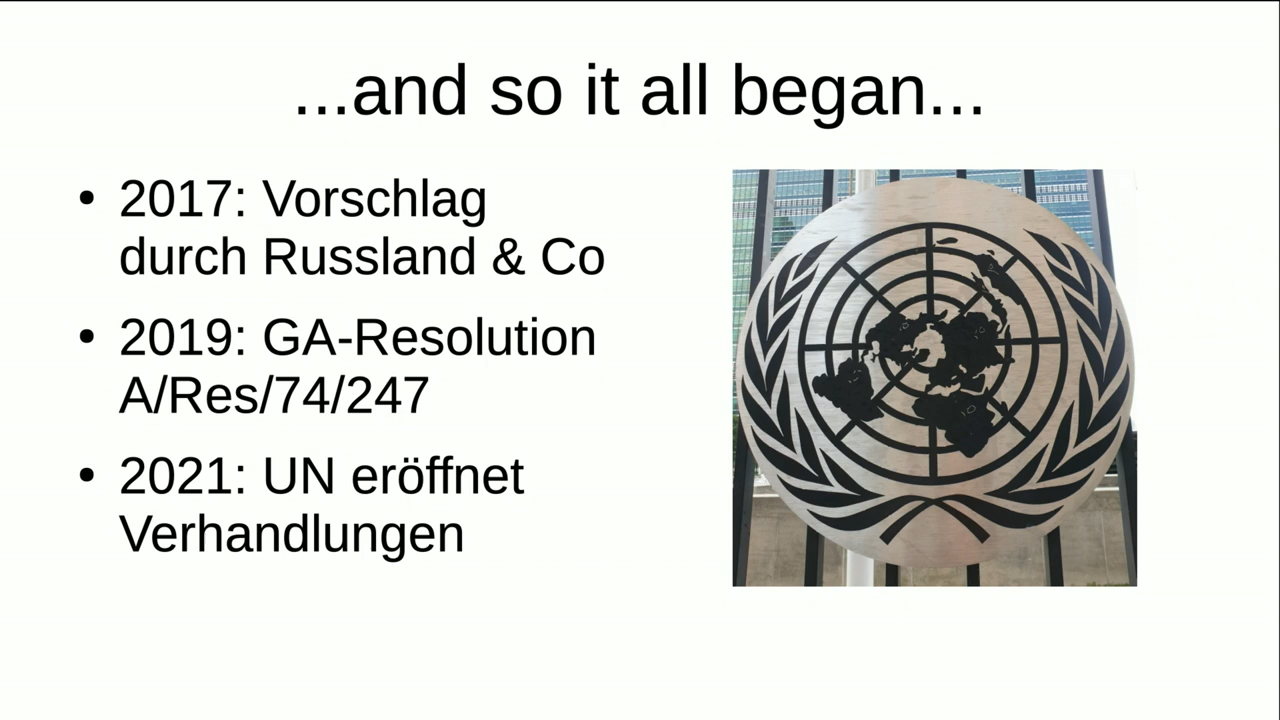 ...and so it all began...
• 2017: Vorschlag
durch Russland & Co
• 2019: GA-Resolution
A/Res/74/247
• 2021: UN eröffnet
Verhandlungen